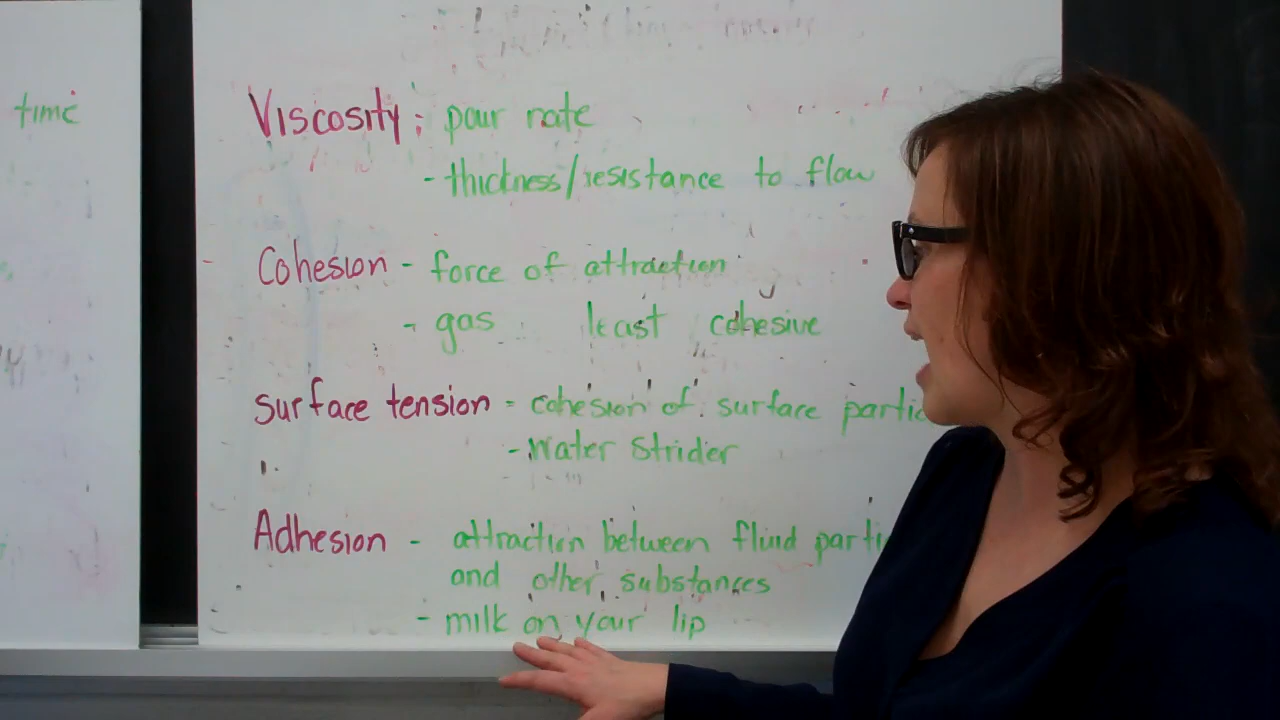 time
Viscosity: pour rate
- thickness/resistance to flow
Cohesion - force of attraction
- gas least cohesive
surface tension = cohesion of surface partic
- Water Strider
Adhesion - attraction between fluid parti
and other substances
- milk on your lip